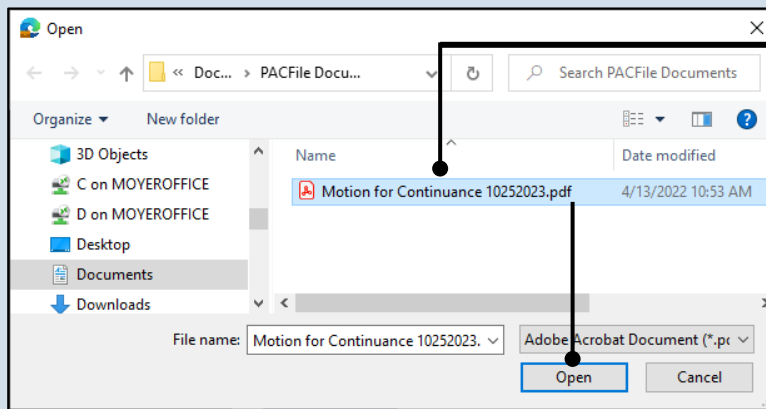 Open
« Doc... › PACFile Docu...
Search PACFile Documents
Organize
New folder
3D Objects
C on MOYEROFFICE
D on MOYEROFFICE
Desktop
Documents
Downloads
Name
Date modified
Motion for Continuance 10252023.pdf
4/13/2022 10:53 AM
File name:
Motion for Continuance 10252023.
Adobe Acrobat Document (*.pc
Open
Cancel